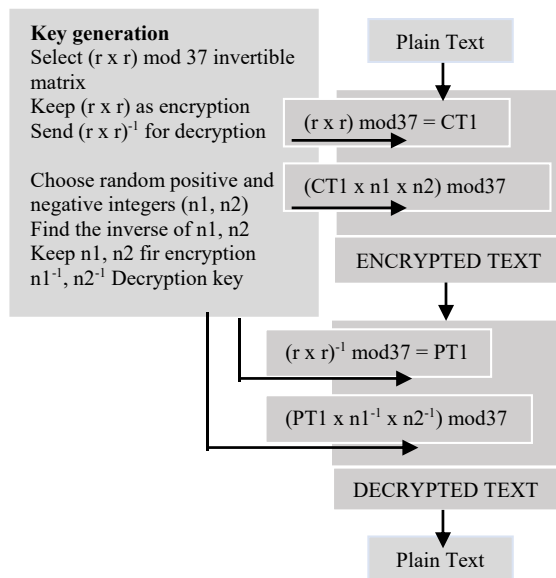 Key generation
Select (r x r) mod 37 invertible
matrix
Keep (r x r) as encryption
Send (r x r)-1 for decryption
Choose random positive and
negative integers (n1, n2)
Find the inverse of n1, n2
Keep n1, n2 fir encryption
n1-1, n2-1 Decryption key
Plain Text
(r x r) mod37 = CT1
(CT1 x n1 x n2) mod37
ENCRYPTED TEXT
(r x r)-1 mod37 = PT1
(PT1 x n1-1 x n2-1) mod37
DECRYPTED TEXT
Plain Text